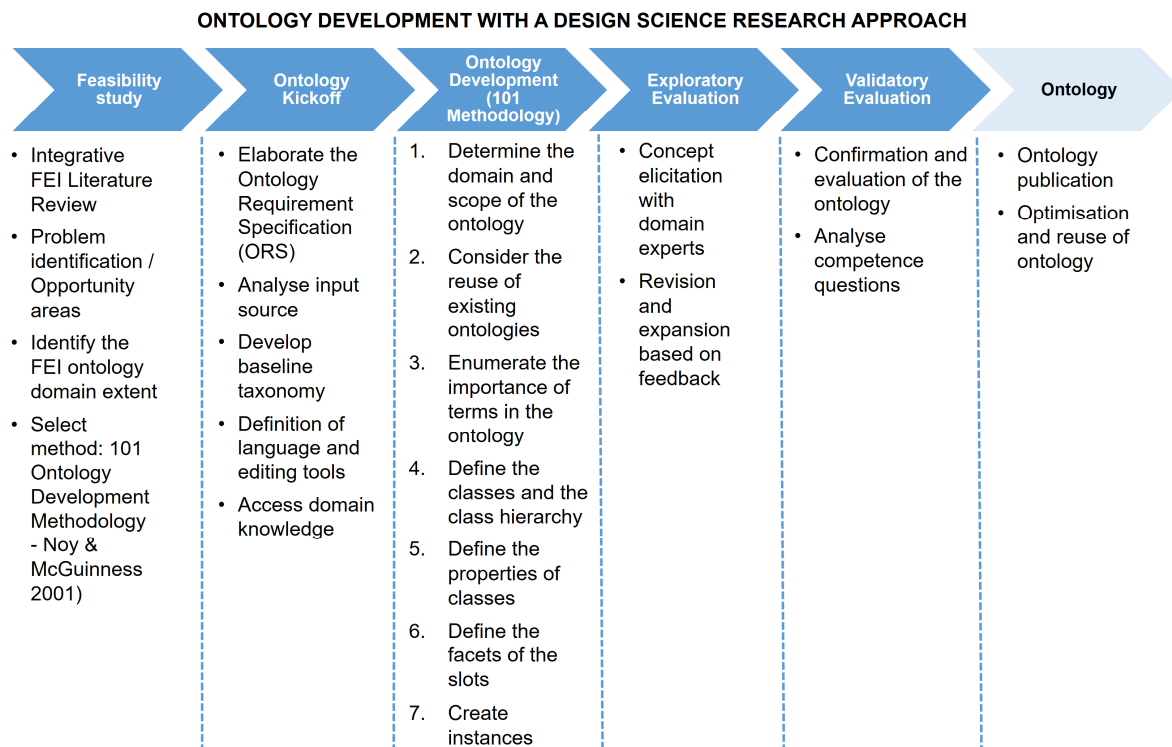 ONTOLOGY DEVELOPMENT WITH A DESIGN SCIENCE RESEARCH APPROACH
Feasibility
study
• Integrative
FEI Literature
Review
• Problem
identification /
Opportunity
areas
• Identify the
FEI ontology
domain extent
• Select
method: 101
Ontology
Development
Methodology
- Noy &
McGuinness
2001)
Ontology
Kickoff
• Elaborate the
Ontology
Requirement
Specification
(ORS)
• Analyse input
source
• Develop
baseline
taxonomy
• Definition of
language and
editing tools
• Access domain
knowledge
Ontology
Development
(101
Methodology)
1. Determine the
domain and
scope of the
ontology
2. Consider the
reuse of
existing
ontologies
3. Enumerate the
importance of
terms in the
ontology
4. Define the
classes and the
class hierarchy
5. Define the
properties of
classes
6. Define the
facets of the
slots
7. Create
instances
Exploratory
Evaluation
• Concept
elicitation
with
domain
experts
• Revision
and
expansion
based on
feedback
Validatory
Evaluation
• Confirmation and
evaluation of the
ontology
• Analyse
competence
questions
Ontology
• Ontology
publication
• Optimisation
and reuse of
ontology